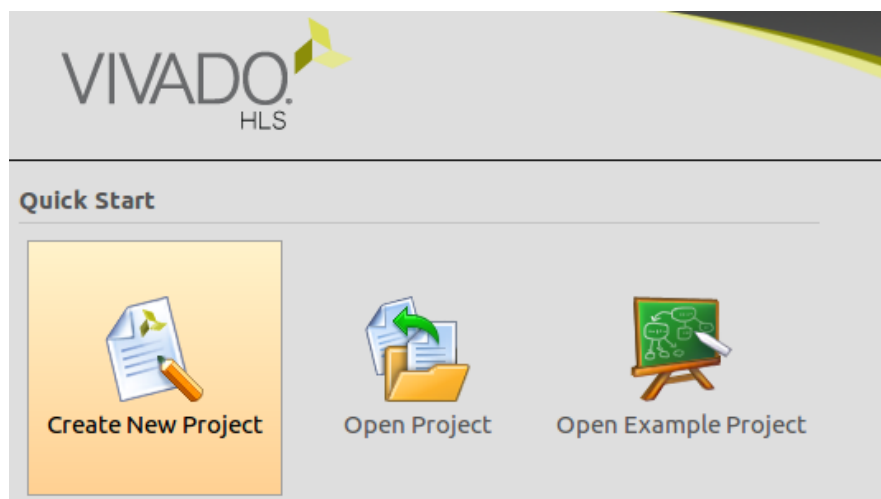 VIVADO.
HLS
Quick Start
Create New Project
Open Project
Open Example Project